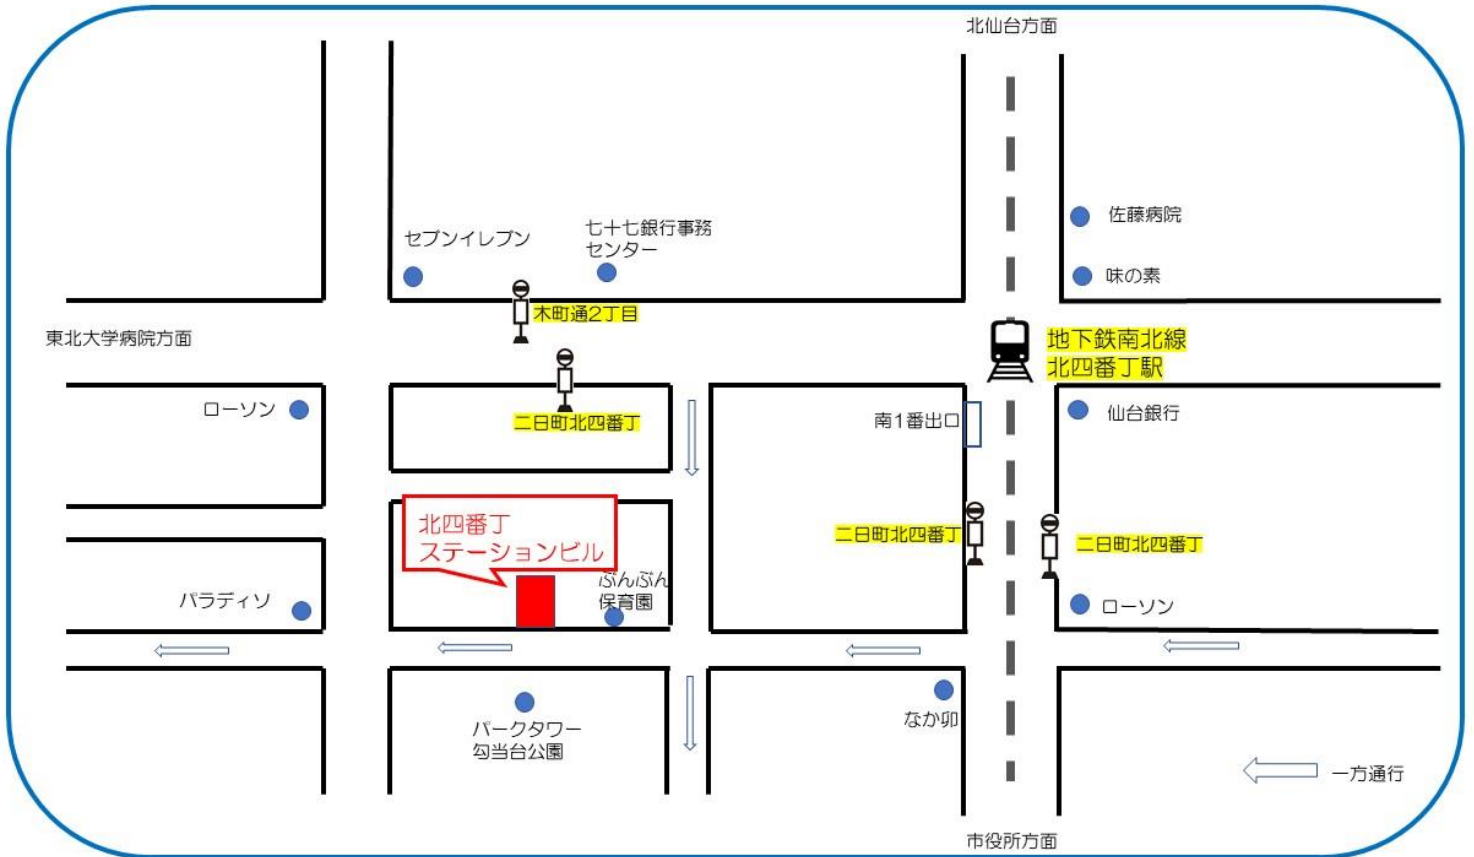 北仙台方面
佐藤病院
セブンイレブン
七十七銀行事務
センター
味の素
木町通2丁目
東北大学病院方面
地下鉄南北線
北四番丁駅
ローソン
二日町北四番丁
南1番出口
仙台銀行
北四番丁
ステーションビル
二日町北四番丁
二日町北四番丁
ぶんぶん
保育園
パラディソ
ローソン
パークタワー
勾当台公園
なか卯
一方通行
市役所方面